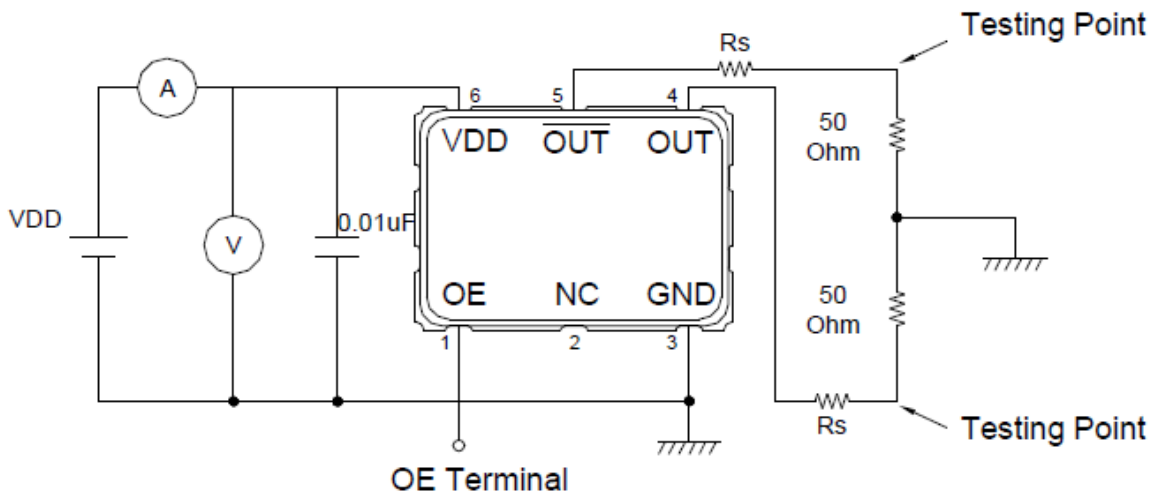 Testing Point
Rs
A
6 5 4
VDD OUT OUT
50
Ohm
VDD
V
0.01uF
OE NC GND
50
Ohm
1 2 3
Rs
Testing Point
OE Terminal